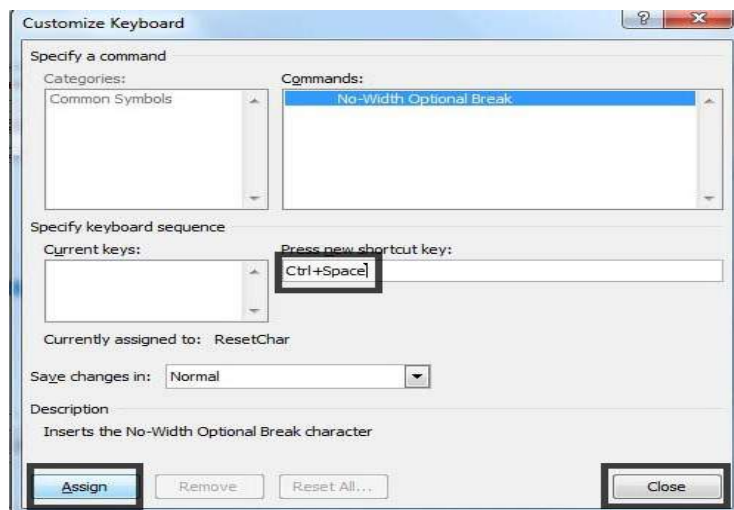 Customize Keyboard
Specify a command
Categories: Commands:
Common Symbols No-Width Optional Break
Specify keyboard sequence
Current keys: Press new shortcut key:
Ctrl+Space
Currently assigned to: ResetChar
Save changes in: Normal
Description
Inserts the No-Width Optional Break character
Assign Remove Reset All... Close